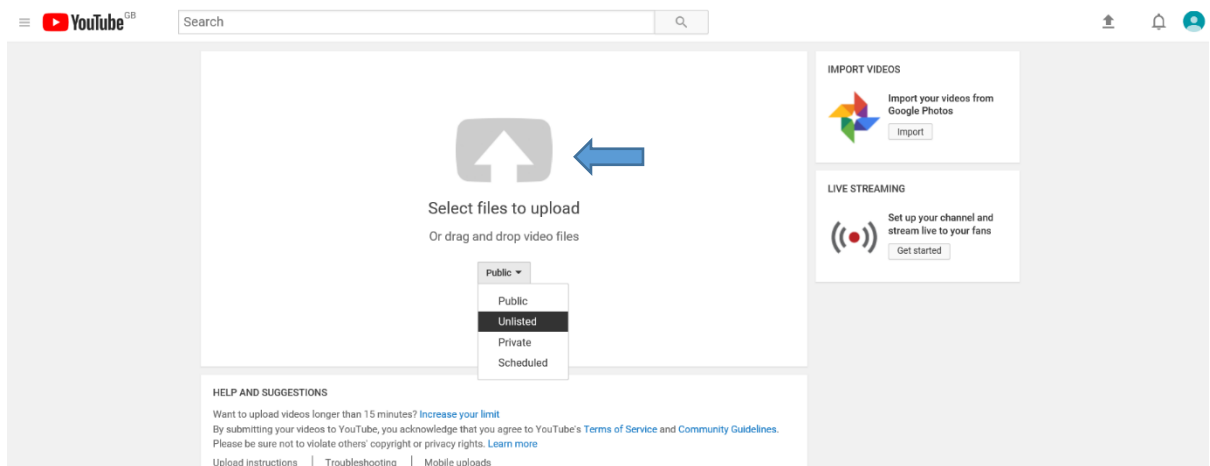 YouTube GB
Search
Select files to upload
Or drag and drop video files
Public
Public
Unlisted
Private
Scheduled
IMPORT VIDEOS
Import your videos from
Google Photos
Import
LIVE STREAMING
Set up your channel and
stream live to your fans
Get started
HELP AND SUGGESTIONS
Want to upload videos longer than 15 minutes? Increase your limit
By submitting your videos to YouTube, you acknowledge that you agree to YouTube's Terms of Service and Community Guidelines.
Please be sure not to violate others' copyright or privacy rights. Learn more
Upload instructions | Troubleshooting | Mobile uploads